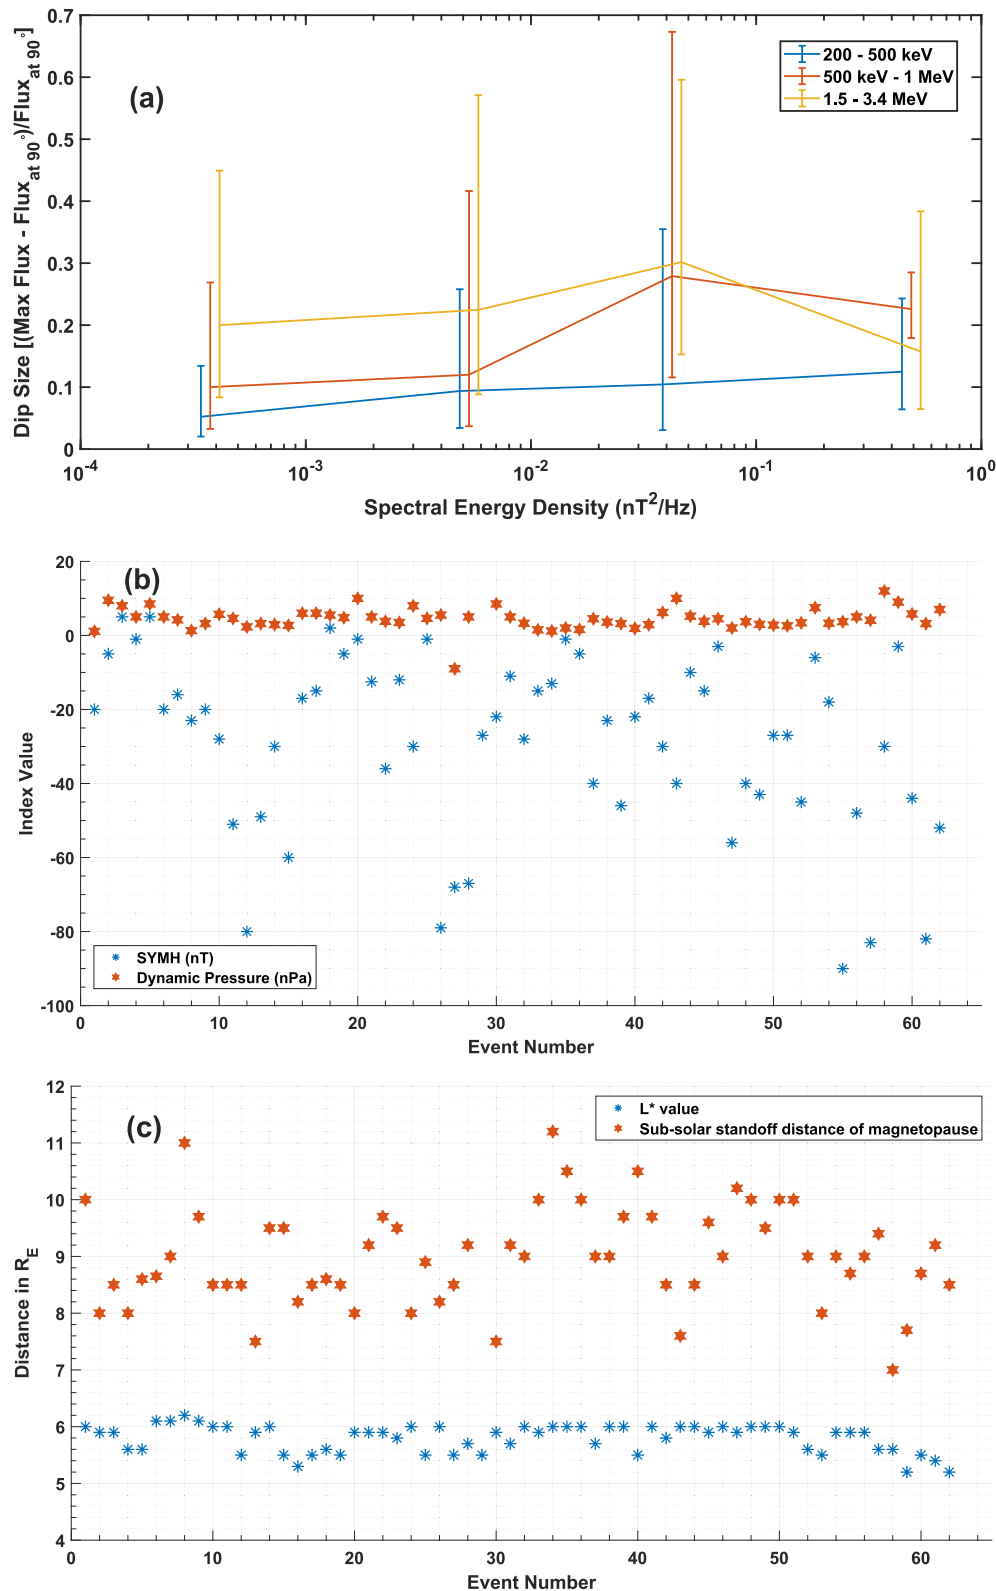 0.7
0.6
0.5
0.4
0.3
0.2
0.1
0
Dip Size [(Max Flux - Flux at 90°)/Flux at 90°]
(a)
200 - 500 keV
500 keV - 1 MeV
1.5 - 3.4 MeV
10^-4 10^-3 10^-2 10^-1 10^0
Spectral Energy Density (nT^2/Hz)
20
0
-20
-40
-60
-80
-100
Index Value
(b)
SYMH (nT)
Dynamic Pressure (nPa)
0 10 20 30 40 50 60
Event Number
12
11
10
9
8
7
6
5
4
Distance in R_E
(c)
L* value
Sub-solar standoff distance of magnetopause
0 10 20 30 40 50 60
Event Number